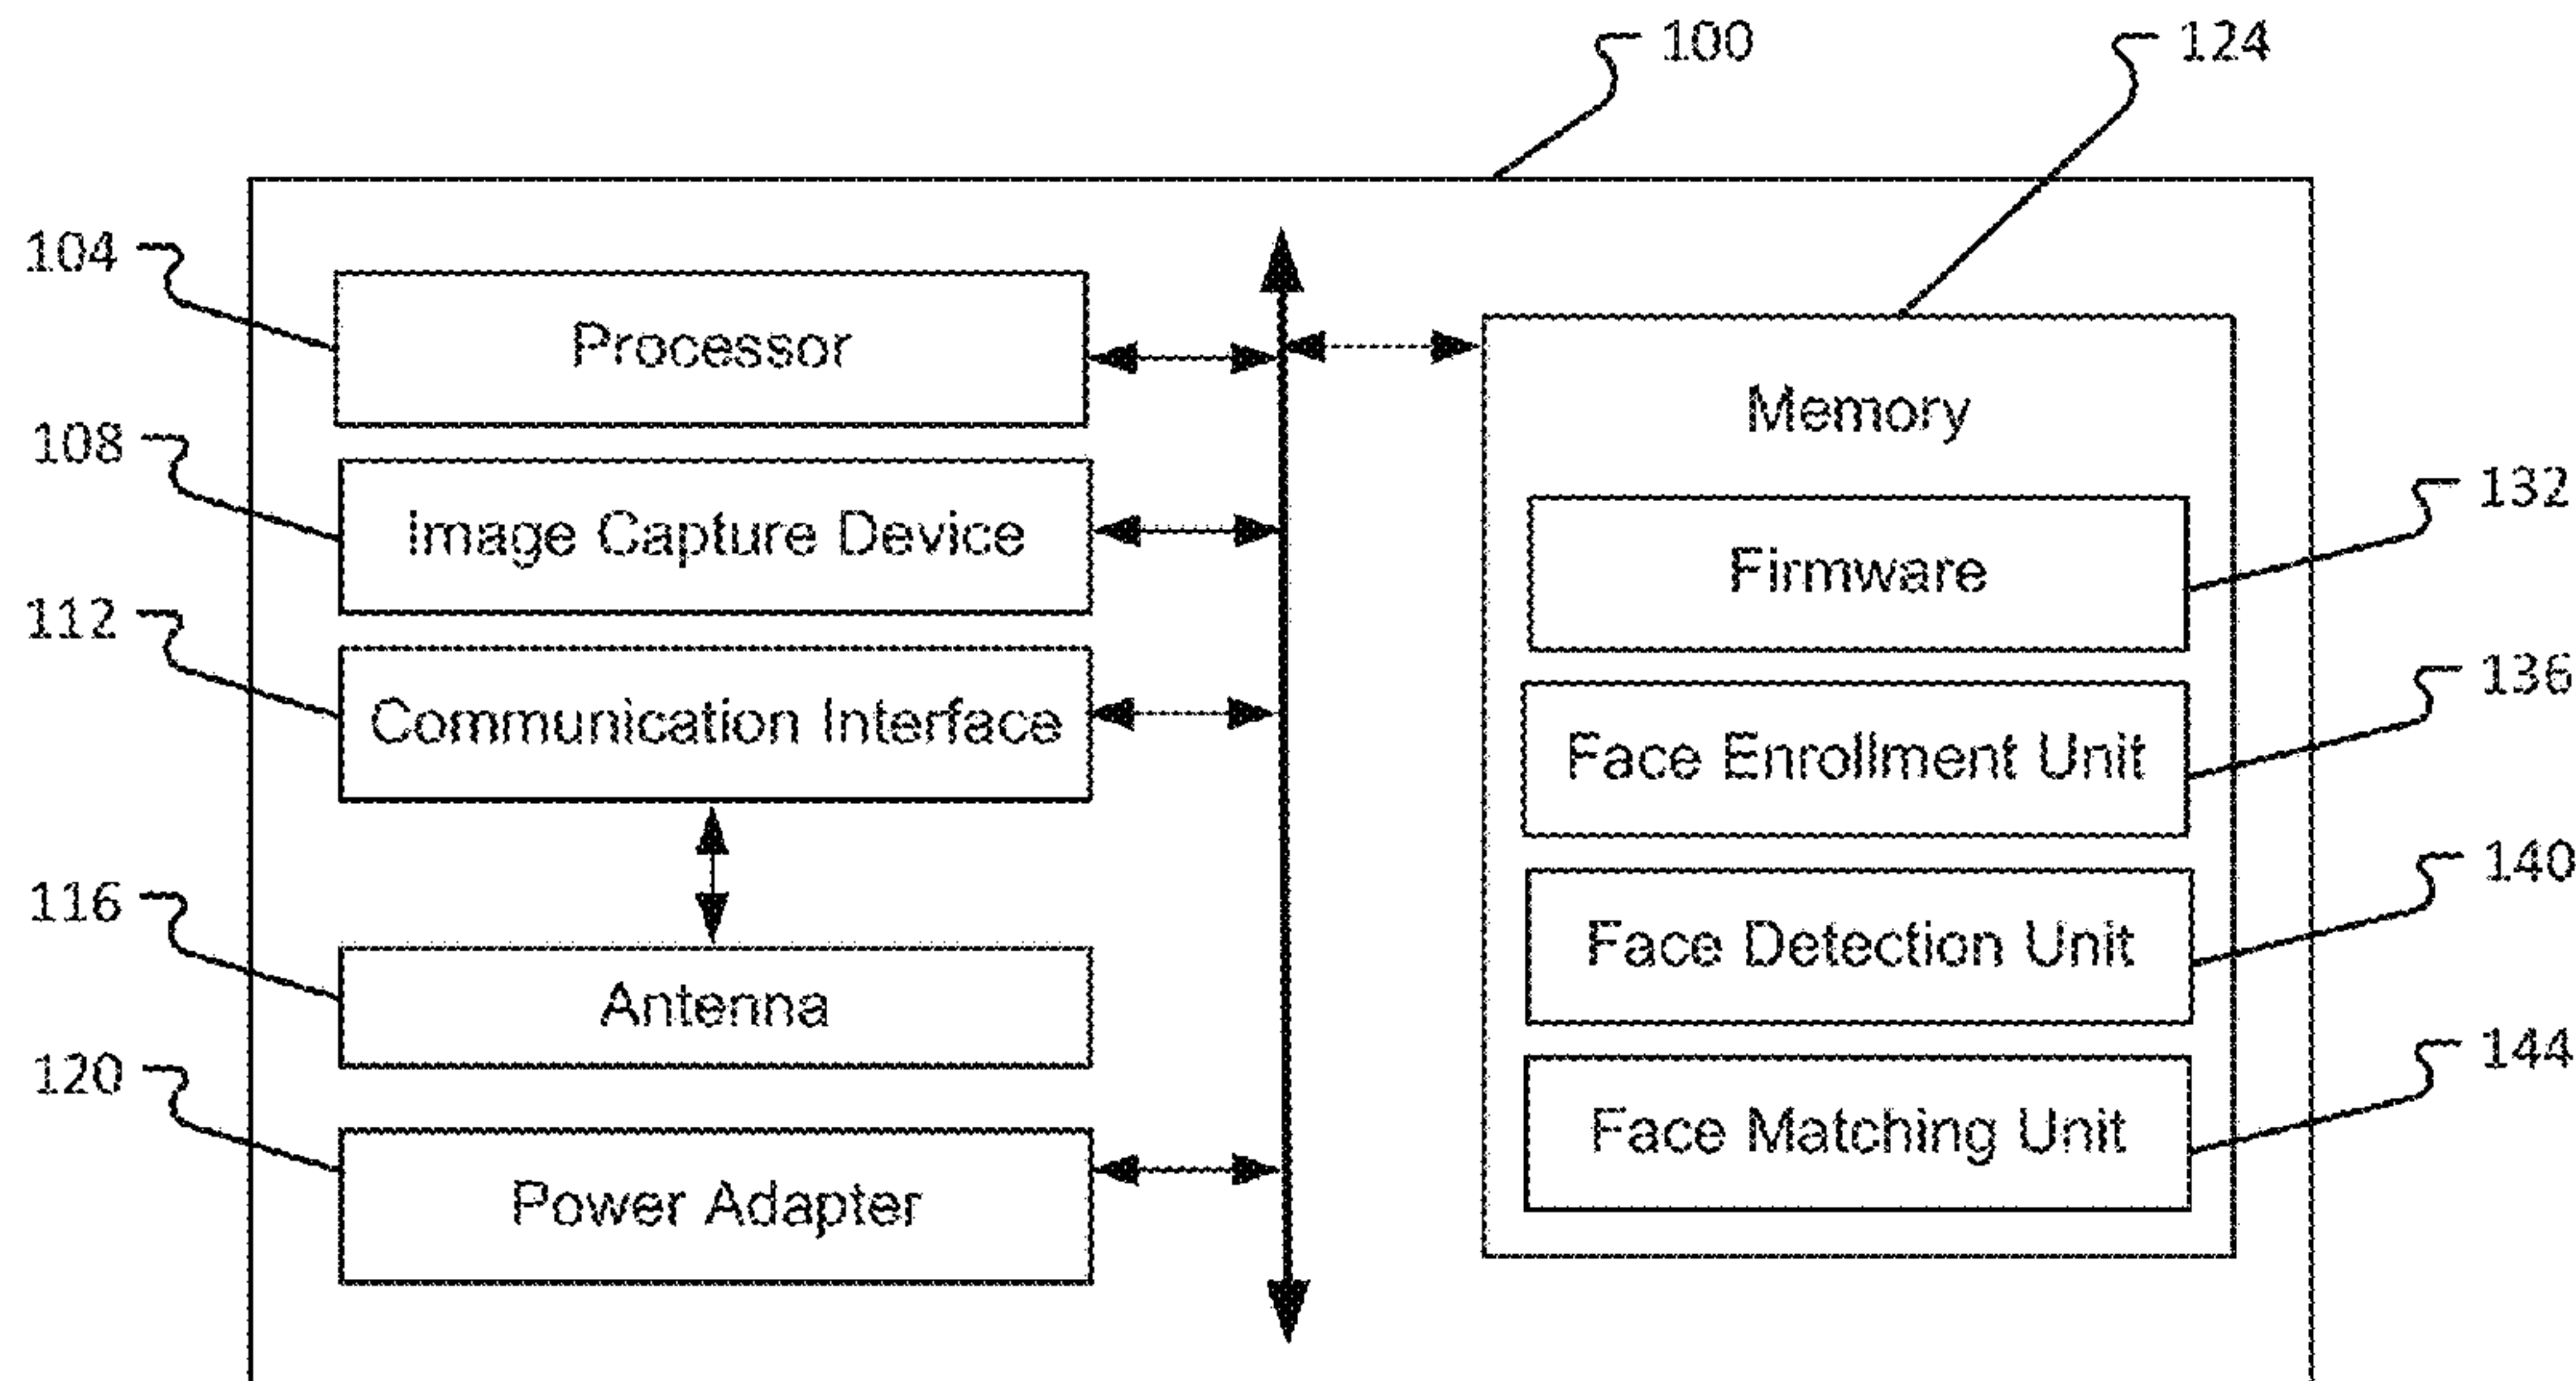 100
124
104
Processor
108
Image Capture Device
112
Communication Interface
116
Antenna
120
Power Adapter
Memory
Firmware
132
Face Enrollment Unit
136
Face Detection Unit
140
Face Matching Unit
144